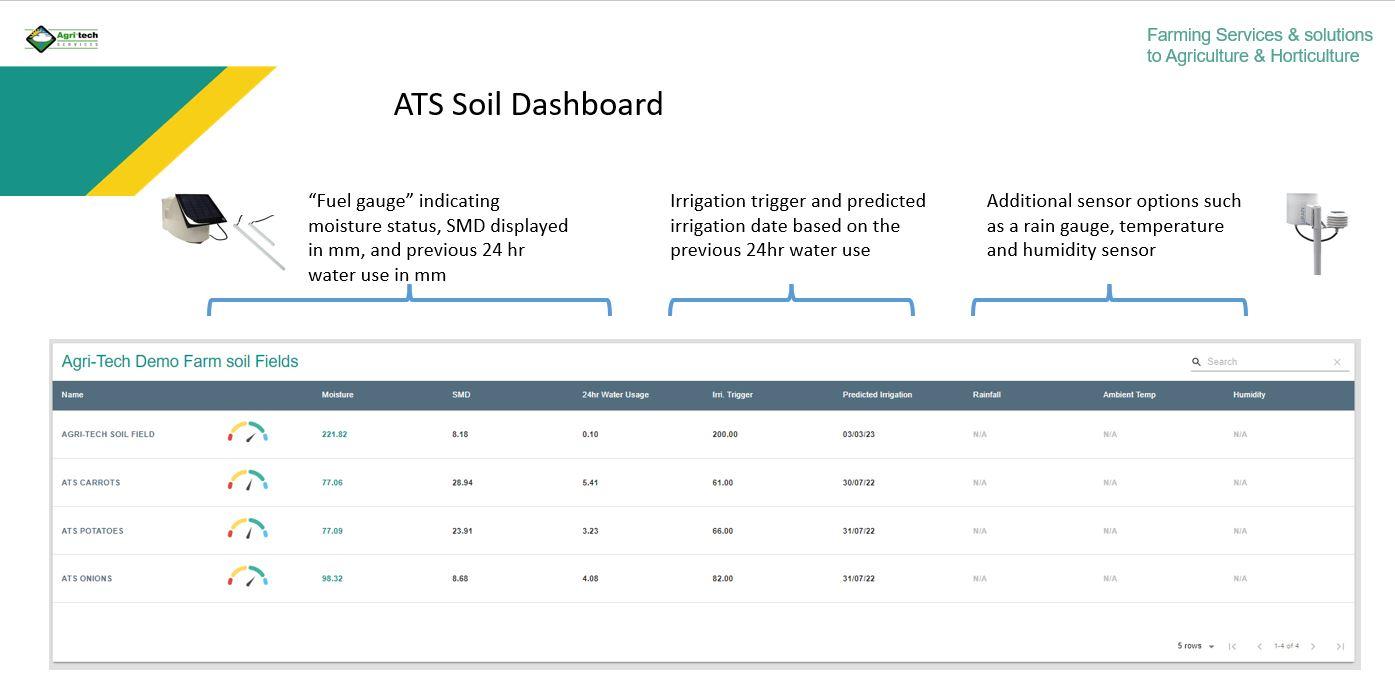 Agri-tech
SERVICES
Farming Services & solutions
to Agriculture & Horticulture
ATS Soil Dashboard
“Fuel gauge” indicating
moisture status, SMD displayed
in mm, and previous 24 hr
water use in mm
Irrigation trigger and predicted
irrigation date based on the
previous 24hr water use
Additional sensor options such
as a rain gauge, temperature
and humidity sensor
Agri-Tech Demo Farm soil Fields
Search
Name Moisture SMD 24hr Water Usage Irri. Trigger Predicted Irrigation Rainfall Ambient Temp Humidity
AGRI-TECH SOIL FIELD 221.82 8.18 0.10 200.00 03/03/23 N/A N/A N/A
ATS CARROTS 77.06 28.94 5.41 61.00 30/07/22 N/A N/A N/A
ATS POTATOES 77.09 23.91 3.23 66.00 31/07/22 N/A N/A N/A
ATS ONIONS 98.32 8.68 4.08 82.00 31/07/22 N/A N/A N/A
5 rows 1-4 of 4